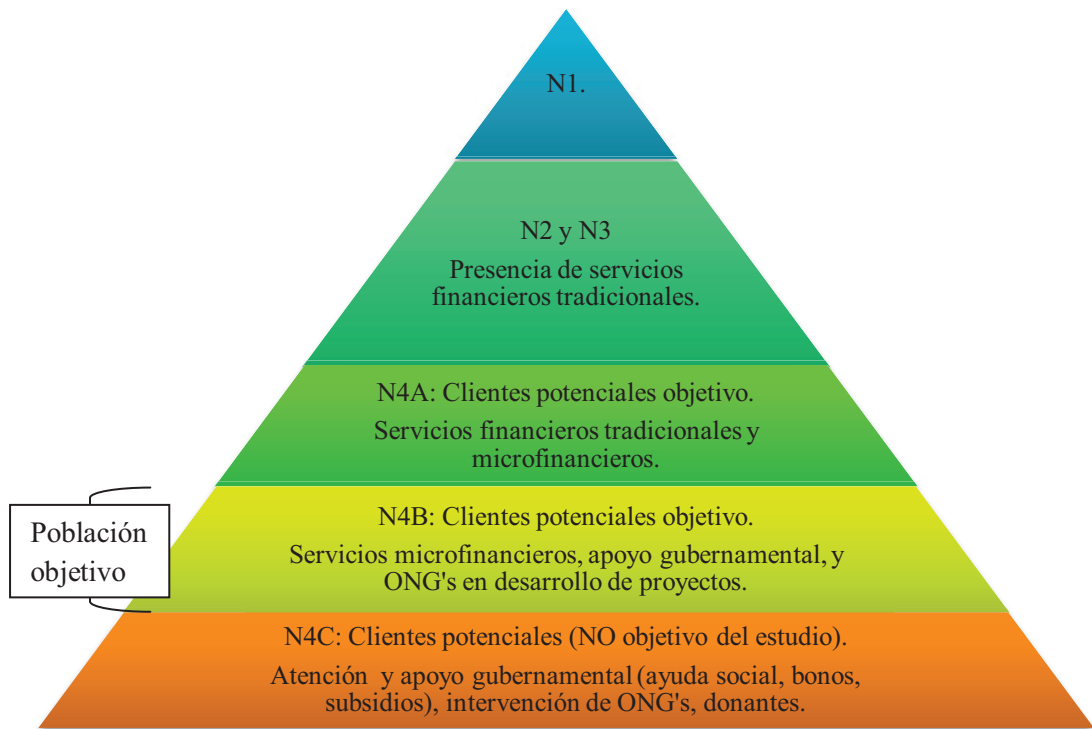 N1.
N2 y N3
Presencia de servicios
financieros tradicionales.
N4A: Clientes potenciales objetivo.
Servicios financieros tradicionales y
microfinancieros.
Población
objetivo
N4B: Clientes potenciales objetivo.
Servicios microfinancieros, apoyo gubernamental, y
ONG's en desarrollo de proyectos.
N4C: Clientes potenciales (NO objetivo del estudio).
Atención y apoyo gubernamental (ayuda social, bonos,
subsidios), intervención de ONG's, donantes.